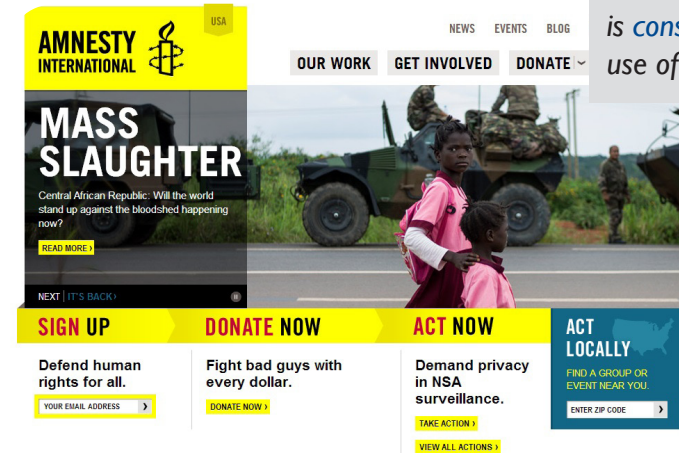 USA
AMNESTY
INTERNATIONAL
NEWS EVENTS BLOG
is cons
use of
OUR WORK GET INVOLVED DONATE
MASS
SLAUGHTER
Central African Republic: Will the world
stand up against the bloodshed happening
now?
READ MORE ›
NEXT | IT'S BACK ›
SIGN UP
Defend human
rights for all.
YOUR EMAIL ADDRESS
DONATE NOW
Fight bad guys with
every dollar.
DONATE NOW ›
ACT NOW
Demand privacy
in NSA
surveillance.
TAKE ACTION ›
VIEW ALL ACTIONS ›
ACT
LOCALLY
FIND A GROUP OR
EVENT NEAR YOU.
ENTER ZIP CODE